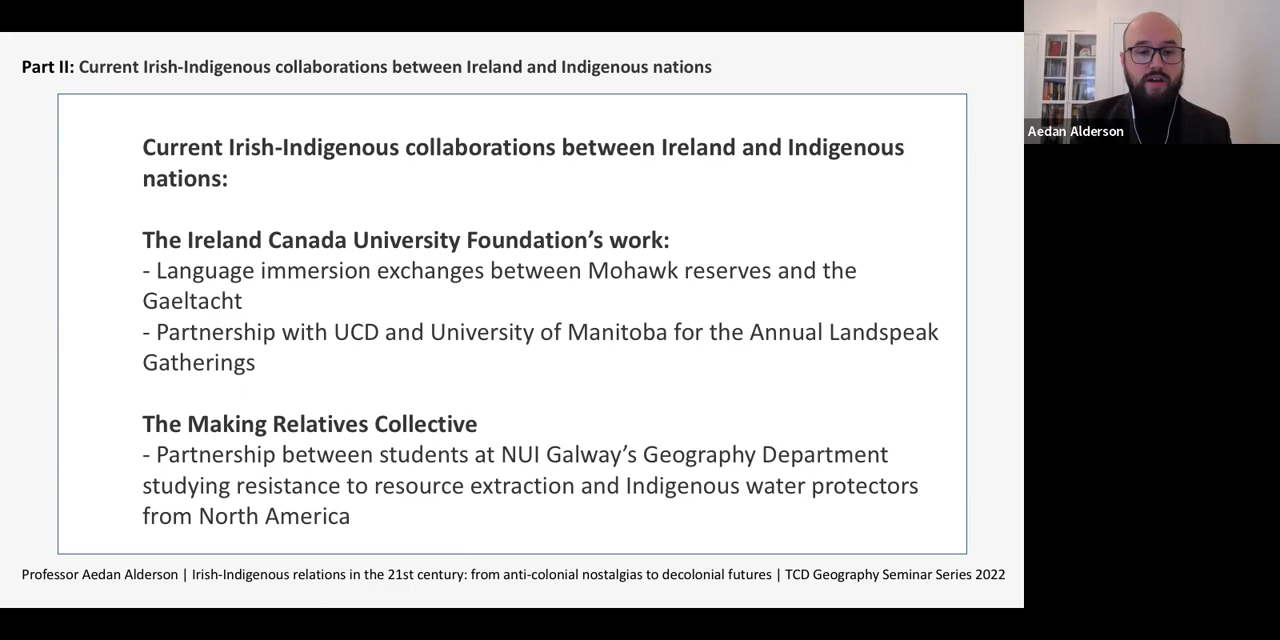 Part II: Current Irish-Indigenous collaborations between Ireland and Indigenous nations
Current Irish-Indigenous collaborations between Ireland and Indigenous
nations:
The Ireland Canada University Foundation’s work:
- Language immersion exchanges between Mohawk reserves and the
Gaeltacht
- Partnership with UCD and University of Manitoba for the Annual Landspeak
Gatherings
The Making Relatives Collective
- Partnership between students at NUI Galway’s Geography Department
studying resistance to resource extraction and Indigenous water protectors
from North America
Professor Aedan Alderson | Irish-Indigenous relations in the 21st century: from anti-colonial nostalgias to decolonial futures | TCD Geography Seminar Series 2022
Aedan Alderson